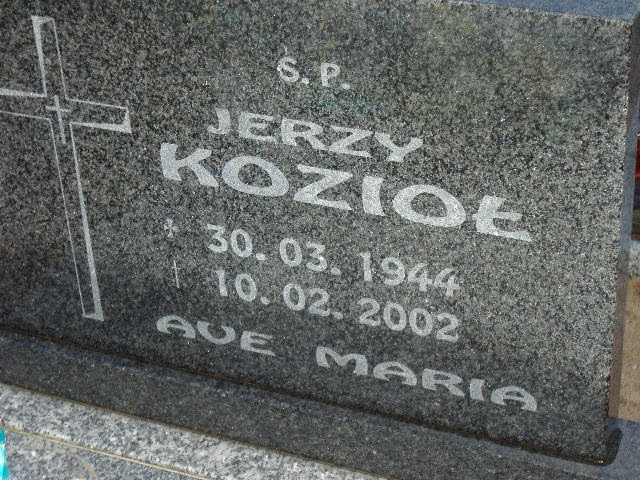 Ś. P.
JERZY
KOZIOŁ
* 30. 03. 1944
† 10. 02. 2002
AVE MARIA